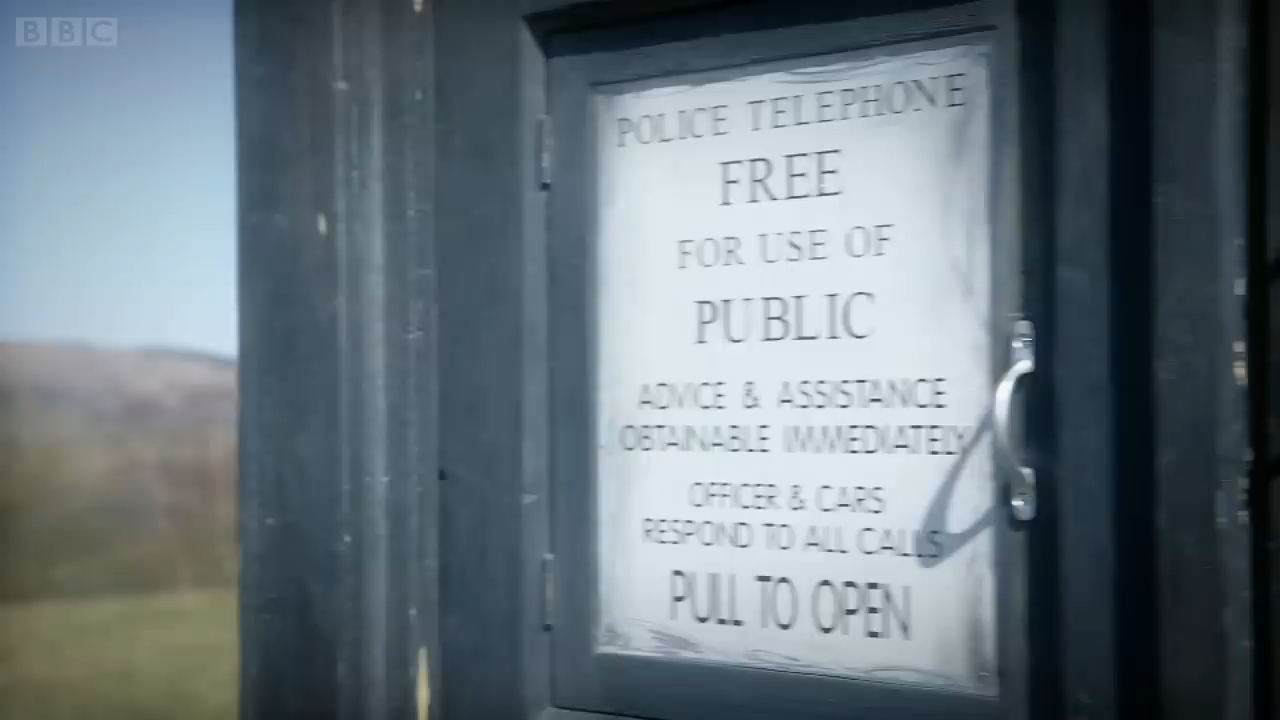 BBC
POLICE TELEPHONE
FREE
FOR USE OF
PUBLIC
ADVICE & ASSISTANCE
OBTAINABLE IMMEDIATELY
OFFICER & CARS
RESPOND TO ALL CALLS
PULL TO OPEN